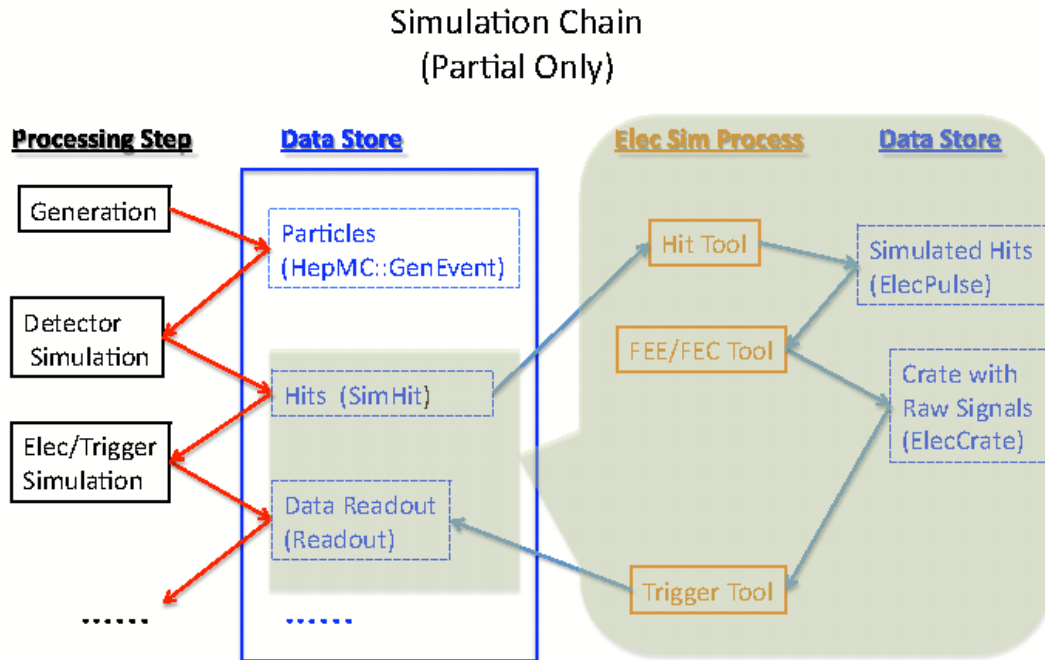 Simulation Chain
(Partial Only)
Processing Step
Data Store
Elec Sim Process
Data Store
Generation
Particles
(HepMC::GenEvent)
Hit Tool
Simulated Hits
(ElecPulse)
Detector
Simulation
FEE/FEC Tool
Hits (SimHit)
Crate with
Raw Signals
(ElecCrate)
Elec/Trigger
Simulation
Data Readout
(Readout)
Trigger Tool
......
......